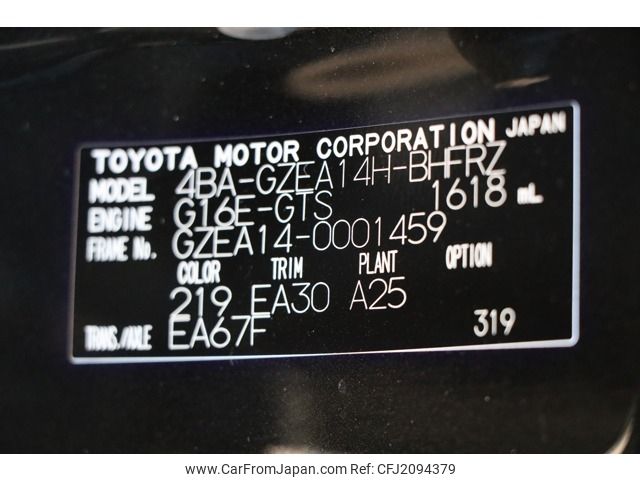 TOYOTA MOTOR CORPORATION JAPAN
MODEL 4BA-GZEA14H-BHFRZ
ENGINE G16E-GTS 1618 mL
FRAME No. GZEA14-0001459
COLOR TRIM PLANT OPTION
219 EA30 A25
TRANS./AXLE EA67F 319
© CarFromJapan - www.CarFromJapan.com - CFJ2094379